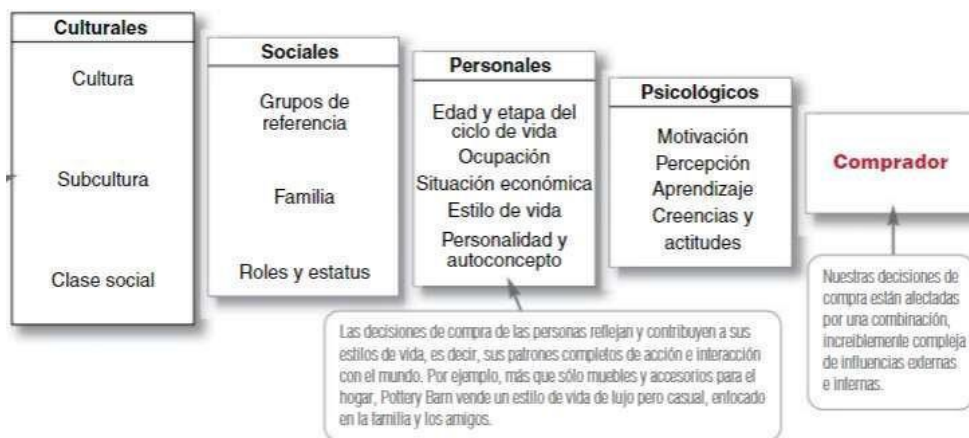 Culturales
Cultura
Subcultura
Clase social
Sociales
Grupos de
referencia
Familia
Roles y estatus
Personales
Edad y etapa del
ciclo de vida
Ocupación
Situación económica
Estilo de vida
Personalidad y
autoconcepto
Psicológicos
Motivación
Percepción
Aprendizaje
Creencias y
actitudes
Comprador
Las decisiones de compra de las personas reflejan y contribuyen a sus
estilos de vida, es decir, sus patrones completos de acción e interacción
con el mundo. Por ejemplo, más que sólo muebles y accesorios para el
hogar, Pottery Barn vende un estilo de vida de lujo pero casual, enfocado
en la familia y los amigos.
Nuestras decisiones de
compra están afectadas
por una combinación,
increíblemente compleja
de influencias externas
e internas.